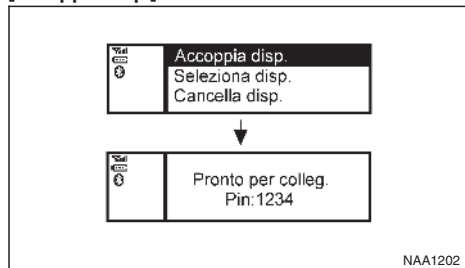 Accoppia disp.
Seleziona disp.
Cancella disp.
Pronto per colleg.
Pin:1234
NAA1202